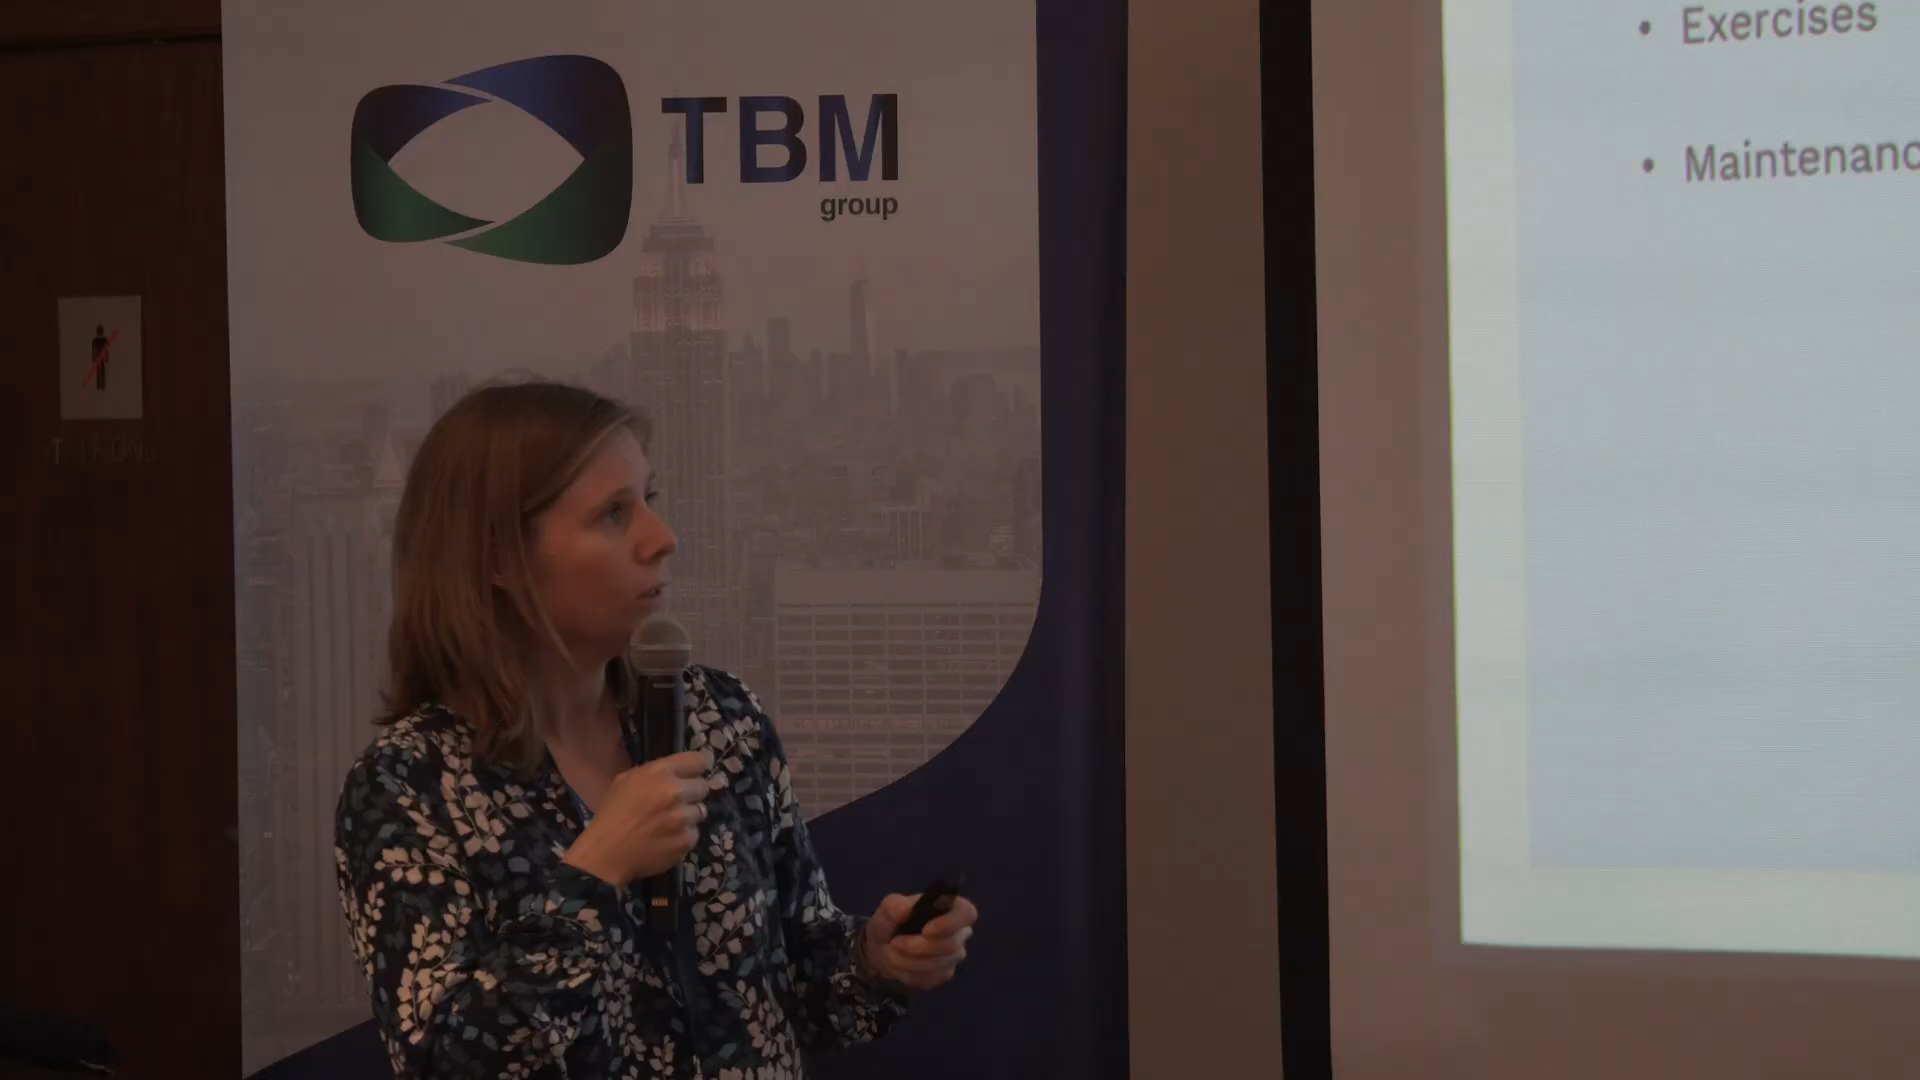 TBM
group
• Exercises
• Maintenanc